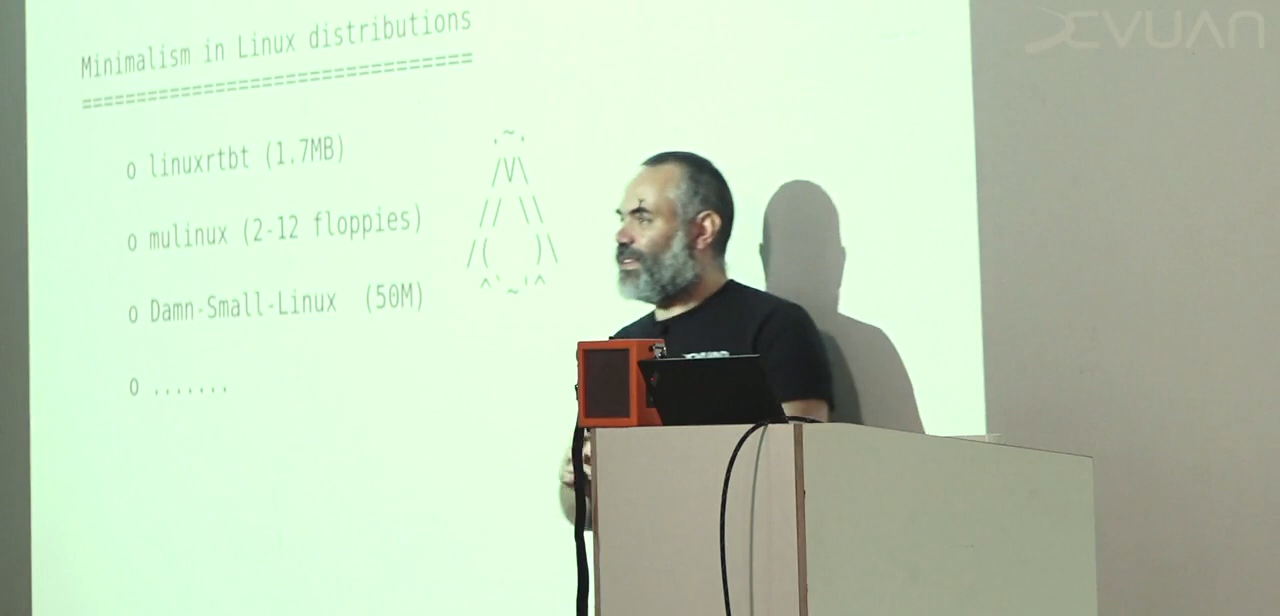 Minimalism in Linux distributions
=================================
o linuxrtbt (1.7MB)
o mulinux (2-12 floppies)
o Damn-Small-Linux (50M)
o .......
DEVUAN